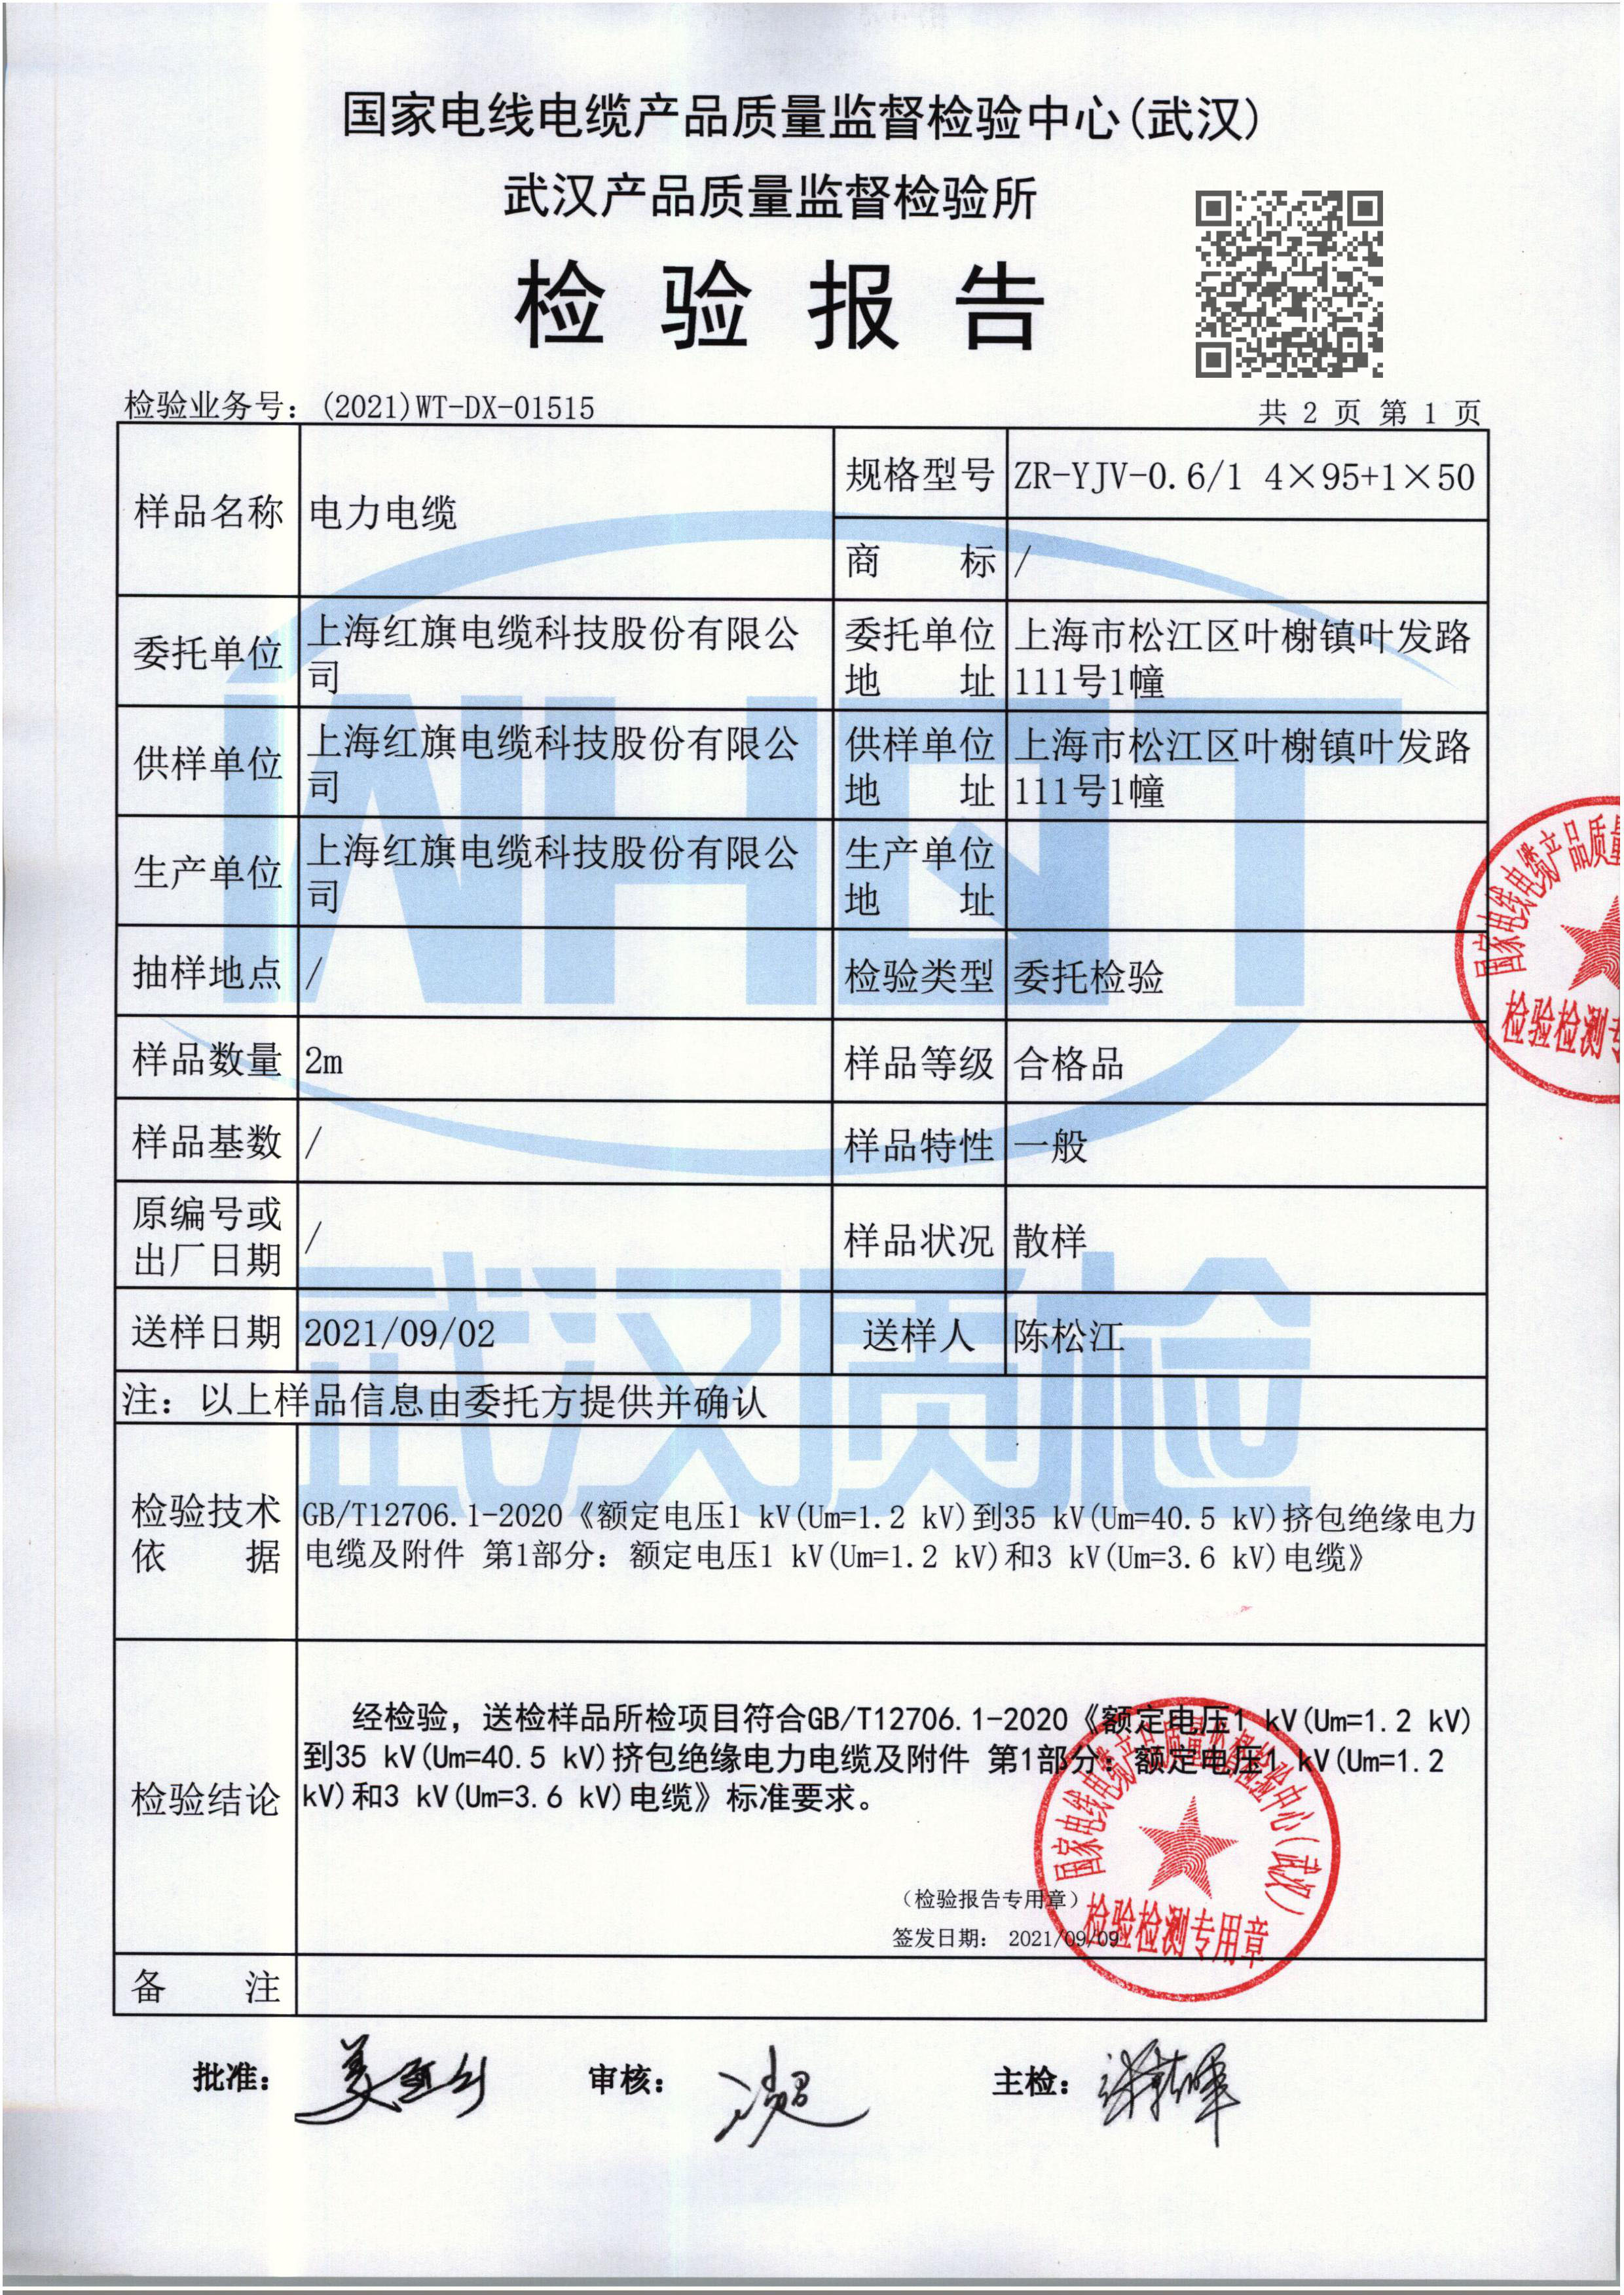 国家电线电缆产品质量监督检验中心(武汉)
武汉产品质量监督检验所
检验报告
检验业务号：(2021)WT-DX-01515
共 2 页 第 1 页
样品名称 电力电缆 规格型号 ZR-YJV-0.6/1 4×95+1×50
商标 /
委托单位 上海红旗电缆科技股份有限公
司
委托单位
地址
上海市松江区叶榭镇叶发路
111号1幢
供样单位 上海红旗电缆科技股份有限公
司
供样单位
地址
上海市松江区叶榭镇叶发路
111号1幢
生产单位 上海红旗电缆科技股份有限公
司
生产单位
地址
抽样地点 / 检验类型 委托检验
样品数量 2m 样品等级 合格品
样品基数 / 样品特性 一般
原编号或
出厂日期
/ 样品状况 散样
送样日期 2021/09/02 送样人 陈松江
注：以上样品信息由委托方提供并确认
检验技术
依据
GB/T12706.1-2020《额定电压1 kV(Um=1.2 kV)到35 kV(Um=40.5 kV)挤包绝缘电力
电缆及附件 第1部分：额定电压1 kV(Um=1.2 kV)和3 kV(Um=3.6 kV)电缆》
检验结论
经检验，送检样品所检项目符合GB/T12706.1-2020《额定电压1 kV(Um=1.2 kV)
到35 kV(Um=40.5 kV)挤包绝缘电力电缆及附件 第1部分：额定电压1 kV(Um=1.2
kV)和3 kV(Um=3.6 kV)电缆》标准要求。
（检验报告专用章）
签发日期： 2021/09/09
国家电线电缆产品质量监督检验中心(武汉)
检验检测专用章
备注
批准：
审核：
主检：
国家电线电缆产品质量
检验检测专
WHQT
武汉质检